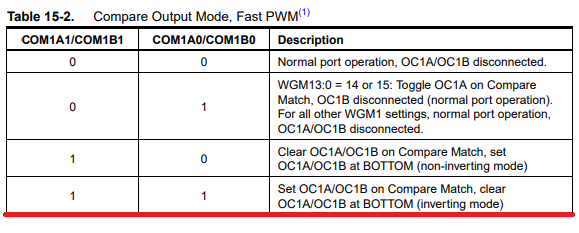 Table 15-2. Compare Output Mode, Fast PWM(1)
COM1A1/COM1B1 COM1A0/COM1B0 Description
0 0 Normal port operation, OC1A/OC1B disconnected.
0 1 WGM13:0 = 14 or 15: Toggle OC1A on Compare
Match, OC1B disconnected (normal port operation).
For all other WGM1 settings, normal port operation,
OC1A/OC1B disconnected.
1 0 Clear OC1A/OC1B on Compare Match, set
OC1A/OC1B at BOTTOM (non-inverting mode)
1 1 Set OC1A/OC1B on Compare Match, clear
OC1A/OC1B at BOTTOM (inverting mode)